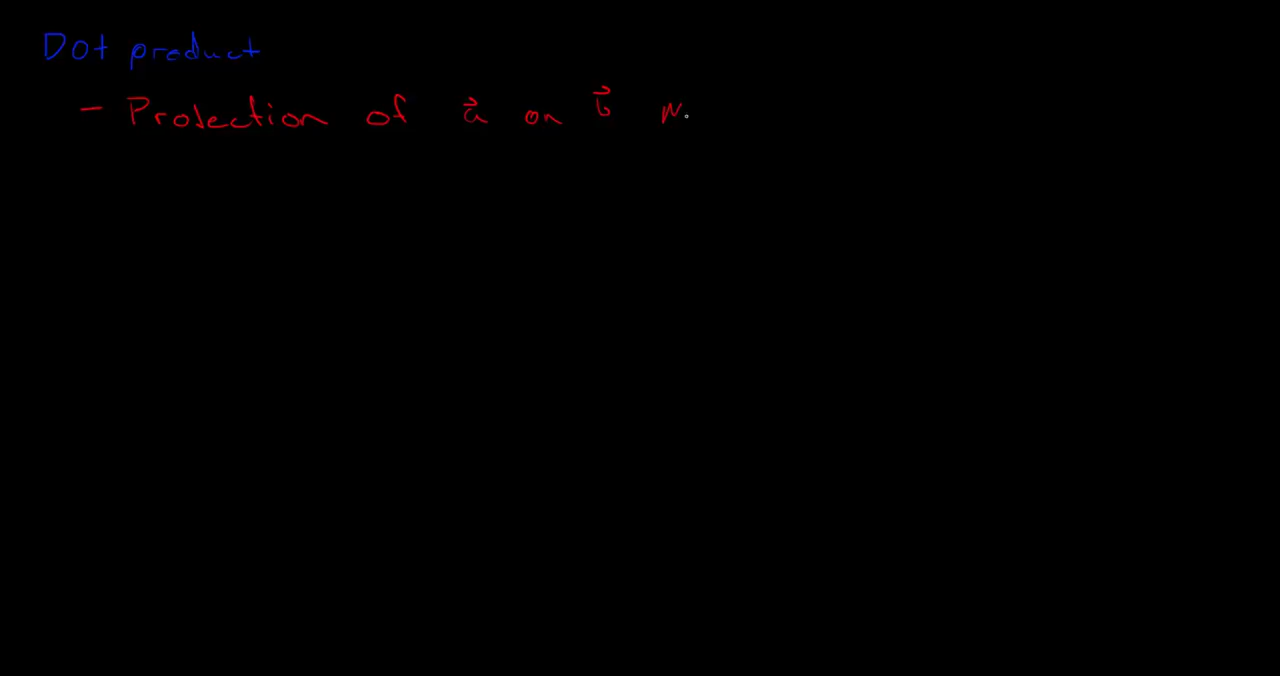 Dot product
- Projection of a⃗ on b⃗